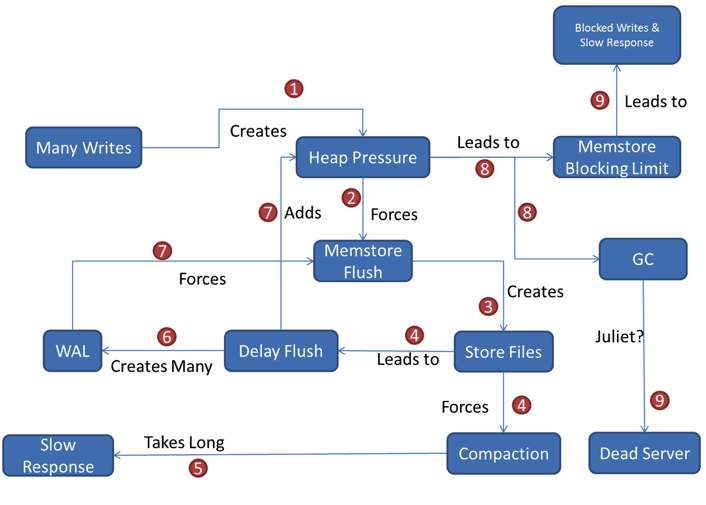 Blocked Writes &
Slow Response
1
9
Leads to
Creates
Many Writes
Heap Pressure
Leads to
8
Memstore
Blocking Limit
2
7
Adds
Forces
8
7
Forces
Memstore
Flush
GC
Creates
3
6
4
Juliet?
WAL
Creates Many
Delay Flush
Leads to
Store Files
Forces
4
9
Slow
Response
Takes Long
5
Compaction
Dead Server